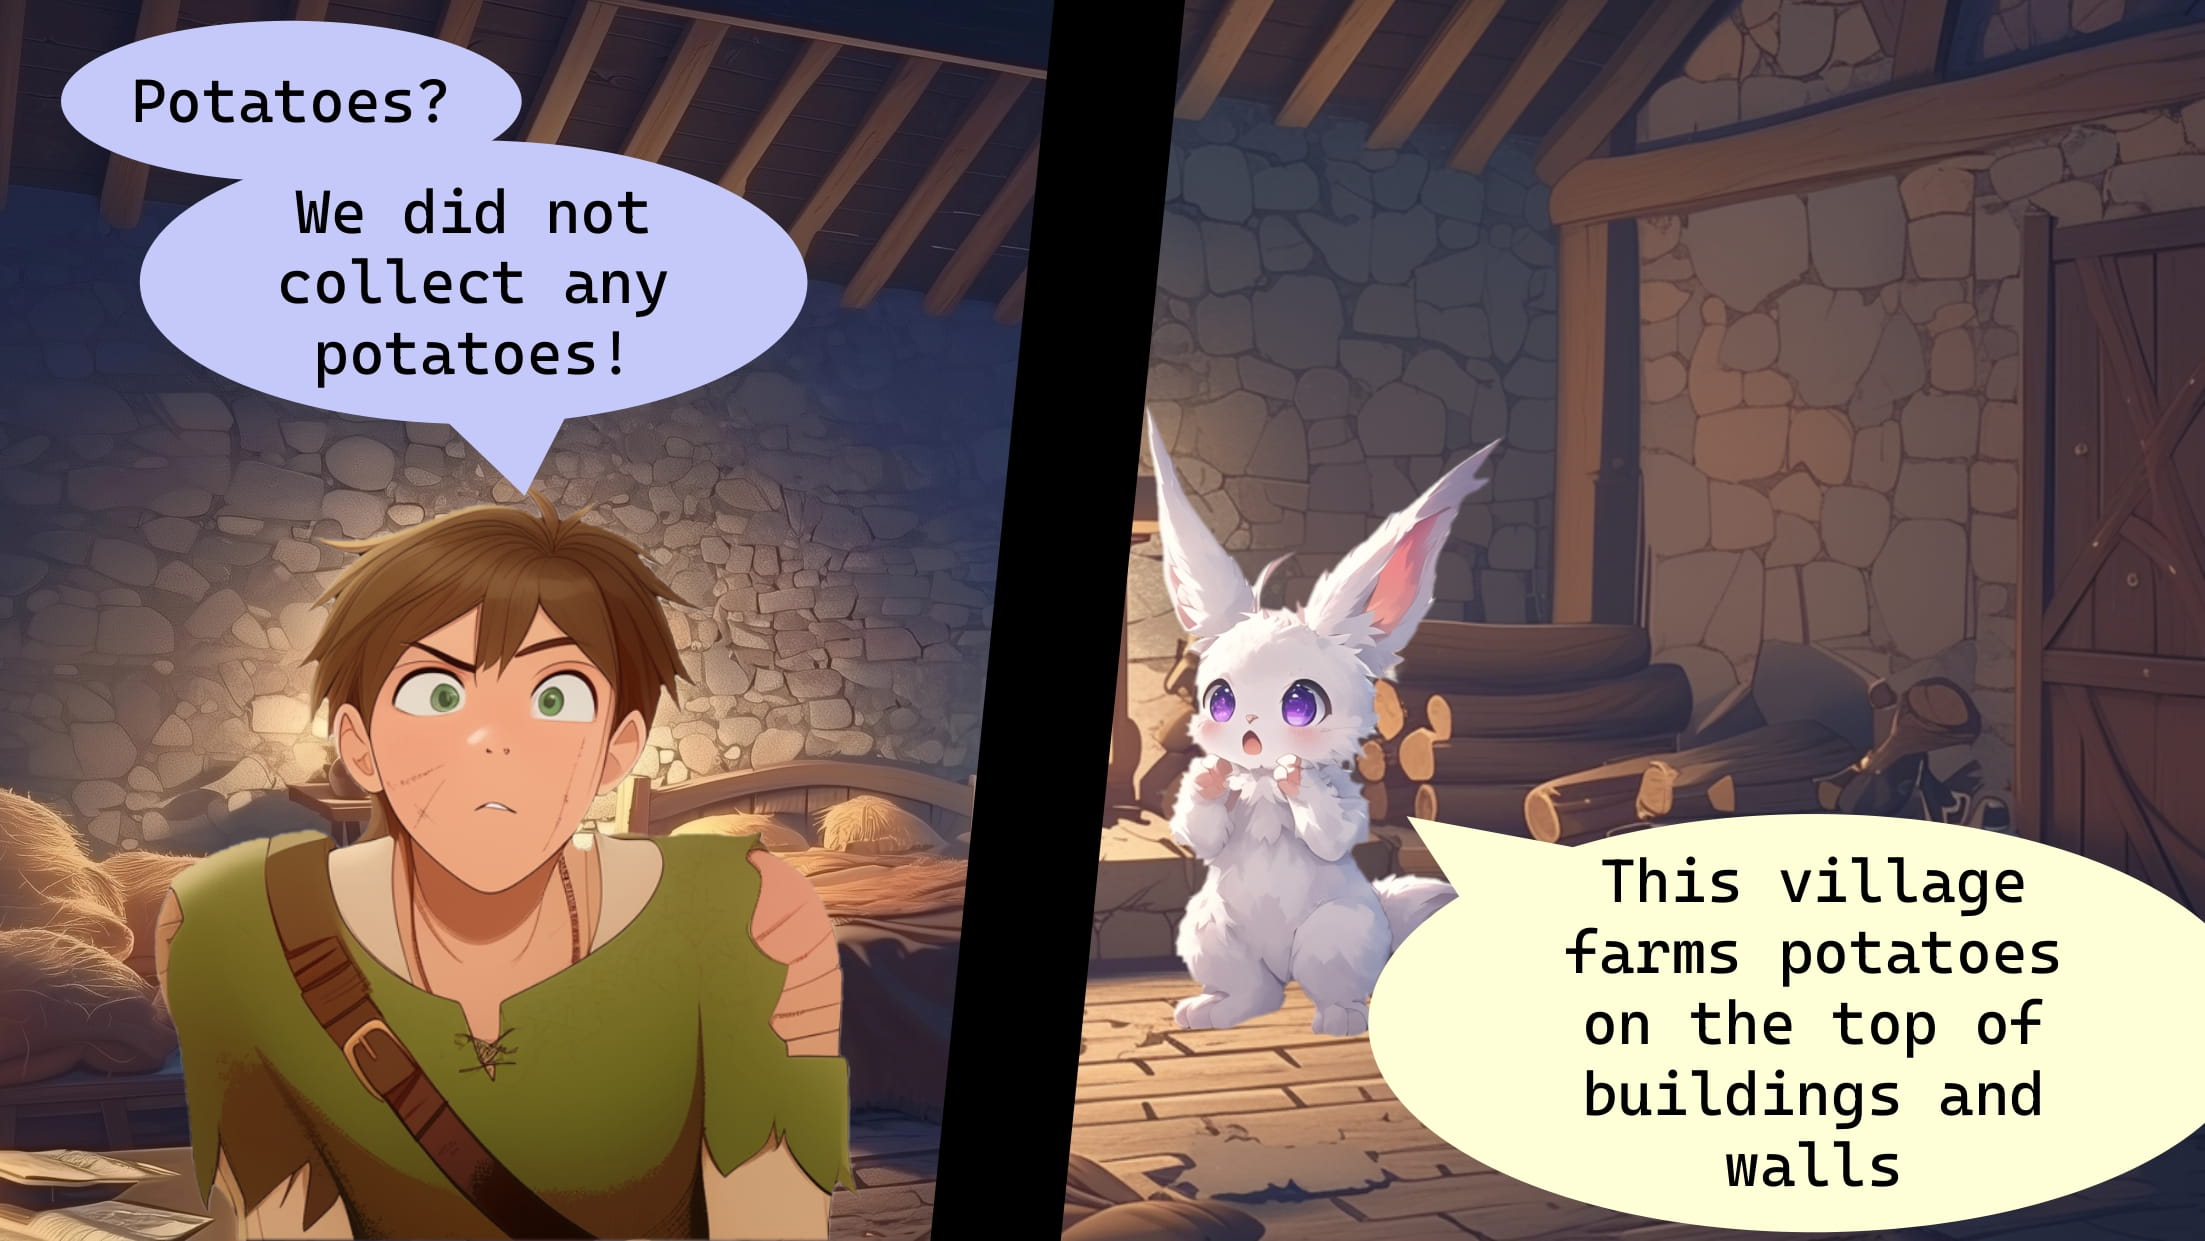 Potatoes?
We did not
collect any
potatoes!
This village
farms potatoes
on the top of
buildings and
walls